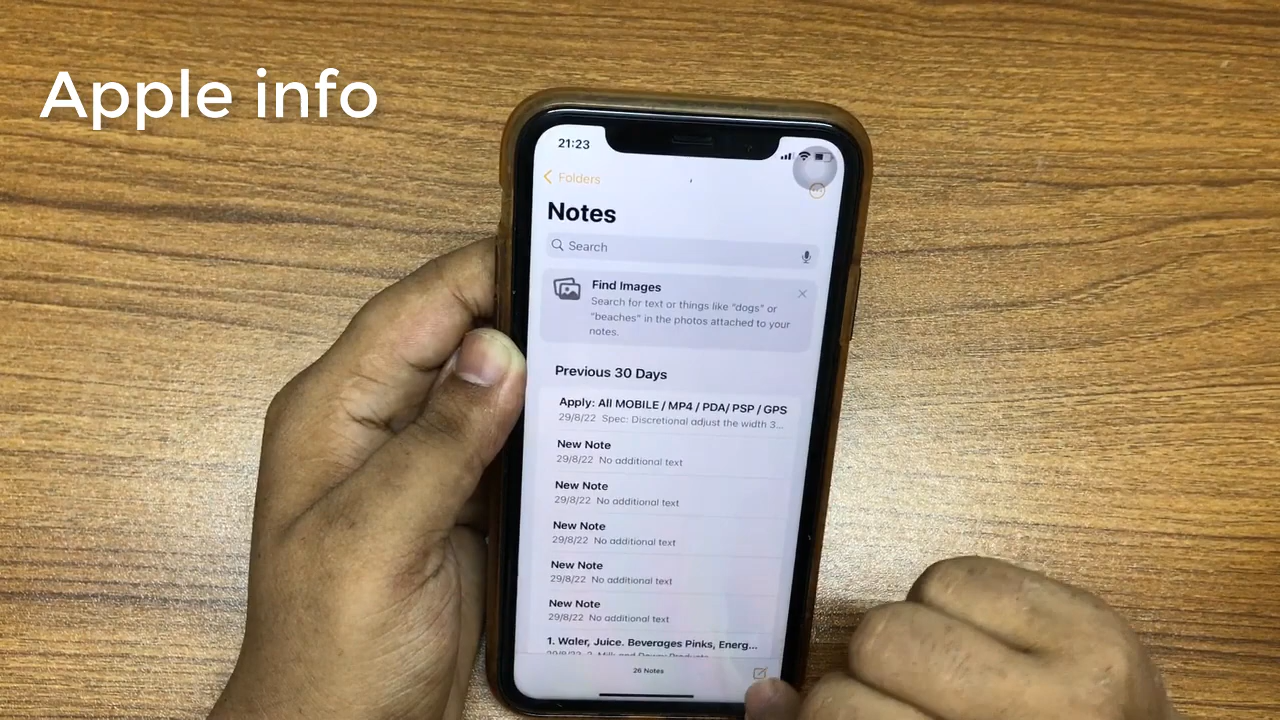 Apple info
21:23
Folders
Notes
Search
Find Images
Search for text or things like "dogs" or
"beaches" in the photos attached to your
notes.
Previous 30 Days
Apply: All MOBILE / MP4 / PDA/ PSP / GPS
29/8/22 Spec: Discretional adjust the width 3...
New Note
29/8/22 No additional text
New Note
29/8/22 No additional text
New Note
29/8/22 No additional text
New Note
29/8/22 No additional text
New Note
29/8/22 No additional text
1. Waler, Juice. Beverages Pinks, Energ...
26 Notes